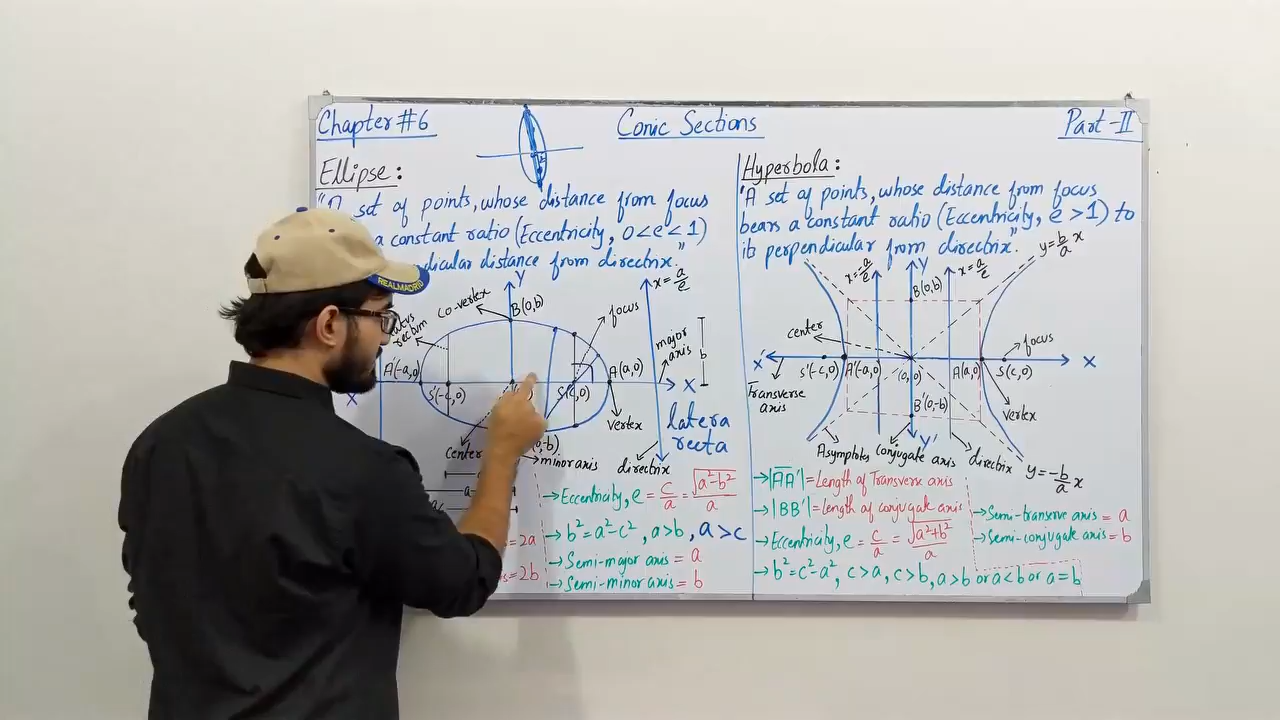 Chapter #6
Conic Sections
Part-II
Ellipse:
"A set of points, whose distance from focus
a constant ratio (Eccentricity, 0<e<1)
dicular distance from directrix."
Y
x=a/e
co-vertex
B(0,b)
focus
latus
rectum
major
axis
b
A'(-a,0)
S'(-c,0)
S(c,0)
A(a,0)
X
X
vertex
latera
recta
center
minor axis
directrix
→Eccentricity, e = c/a = √(a²-b²)/a
→b²=a²-c², a>b, a>c
=2a
→Semi-major axis = a
=2b
→Semi-minor axis = b
REALMADRID
Hyperbola:
"A set of points, whose distance from focus
bears a constant ratio (Eccentricity, e>1) to
its perpendicular from directrix."
y=b/a x
x=a/e
Y
x=a/e
B(0,b)
center
focus
X'
X
S'(-c,0)
A'(-a,0)
(0,0)
A(a,0)
S(c,0)
Transverse
axis
B'(0,-b)
vertex
Y'
Asymptotes
conjugate axis
directrix
y=-b/a x
→|AA'|=Length of Transverse axis
→|BB'|=Length of conjugate axis
→Semi-transverse axis = a
→Semi-conjugate axis = b
→Eccentricity, e = c/a = √(a²+b²)/a
→b²=c²-a², c>a, c>b, a>b or a<b or a=b